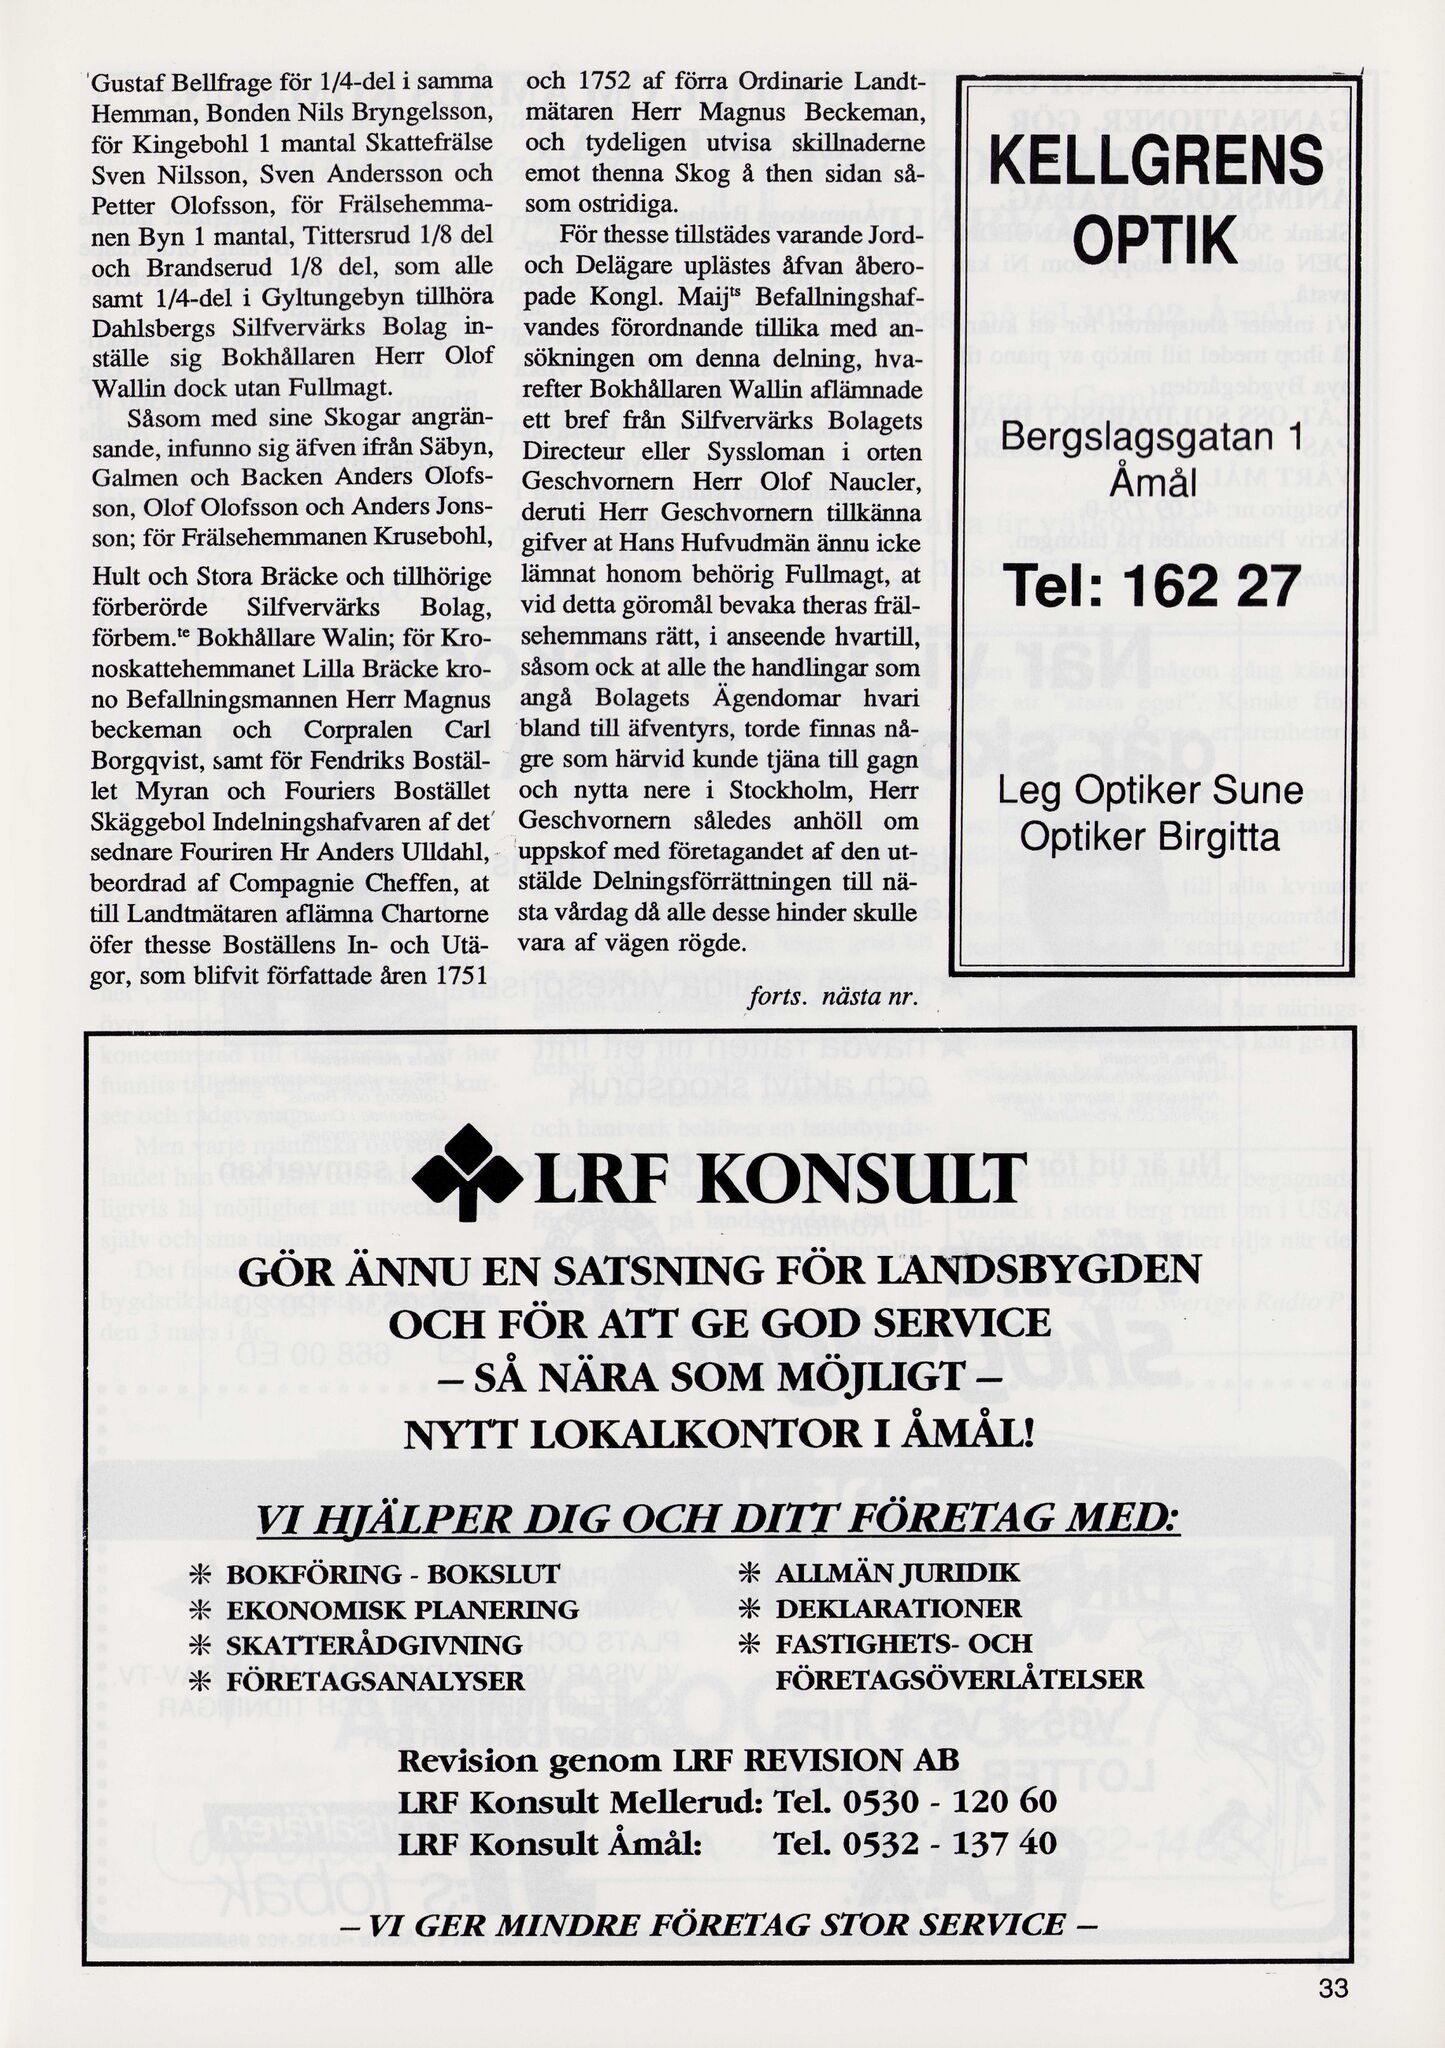 Gustaf Bellfrage för 1/4-del i samma
Hemman, Bonden Nils Bryngelsson,
för Kingebohl 1 mantal Skattefrälse
Sven Nilsson, Sven Andersson och
Petter Olofsson, för Frälsehemma-
nen Byn 1 mantal, Tittersrud 1/8 del
och Brandserud 1/8 del, som alle
samt 1/4-del i Gyltungebyn tillhöra
Dahlsbergs Silfvervärks Bolag in-
ställe sig Bokhållaren Herr Olof
Wallin dock utan Fullmagt.
Såsom med sine Skogar angrän-
sande, infunno sig äfven ifrån Säbyn,
Galmen och Backen Anders Olofs-
son, Olof Olofsson och Anders Jons-
son; för Frälsehemmanen Krusebohl,
Hult och Stora Bräcke och tillhörige
förberörde Silfvervärks Bolag,
förbem.te Bokhållare Walin; för Kro-
noskattehemmanet Lilla Bräcke kro-
no Befallningsmannen Herr Magnus
beckeman och Corpralen Carl
Borgqvist, samt för Fendriks Bostäl-
let Myran och Fouriers Bostället
Skäggebol Indelningshafvaren af det
sednare Fouriren Hr Anders Ulldahl,
beordrad af Compagnie Cheffen, at
till Landtmätaren aflämna Chartorne
öfer thesse Boställens In- och Utä-
gor, som blifvit författade åren 1751
och 1752 af förra Ordinarie Landt-
mätaren Herr Magnus Beckeman,
och tydeligen utvisa skillnaderne
emot thenna Skog å then sidan så-
som ostridiga.
För thesse tillstädes varande Jord-
och Delägare uplästes åfvan åbero-
pade Kongl. Maijts Befallningshaf-
vandes förordnande tillika med an-
sökningen om denna delning, hva-
refter Bokhållaren Wallin aflämnade
ett bref från Silfvervärks Bolagets
Directeur eller Syssloman i orten
Geschvornern Herr Olof Naucler,
deruti Herr Geschvornern tillkänna
gifver at Hans Hufvudmän ännu icke
lämnat honom behörig Fullmagt, at
vid detta göromål bevaka theras fräl-
sehemmans rätt, i anseende hvartill,
såsom ock at alle the handlingar som
angå Bolagets Ägendomar hvari
bland till äfventyrs, torde finnas nå-
gre som härvid kunde tjäna till gagn
och nytta nere i Stockholm, Herr
Geschvornern således anhöll om
uppskof med företagandet af den ut-
stälde Delningsförrättningen till nä-
sta vårdag då alle desse hinder skulle
vara af vägen rögde.
forts. nästa nr.
KELLGRENS
OPTIK
Bergslagsgatan 1
Åmål
Tel: 162 27
Leg Optiker Sune
Optiker Birgitta
LRF KONSULT
GÖR ÄNNU EN SATSNING FÖR LANDSBYGDEN
OCH FÖR ATT GE GOD SERVICE
– SÅ NÄRA SOM MÖJLIGT –
NYTT LOKALKONTOR I ÅMÅL!
VI HJÄLPER DIG OCH DITT FÖRETAG MED:
✻ BOKFÖRING - BOKSLUT
✻ EKONOMISK PLANERING
✻ SKATTERÅDGIVNING
✻ FÖRETAGSANALYSER
✻ ALLMÄN JURIDIK
✻ DEKLARATIONER
✻ FASTIGHETS- OCH
FÖRETAGSÖVERLÅTELSER
Revision genom LRF REVISION AB
LRF Konsult Mellerud: Tel. 0530 - 120 60
LRF Konsult Åmål: Tel. 0532 - 137 40
– VI GER MINDRE FÖRETAG STOR SERVICE –
33